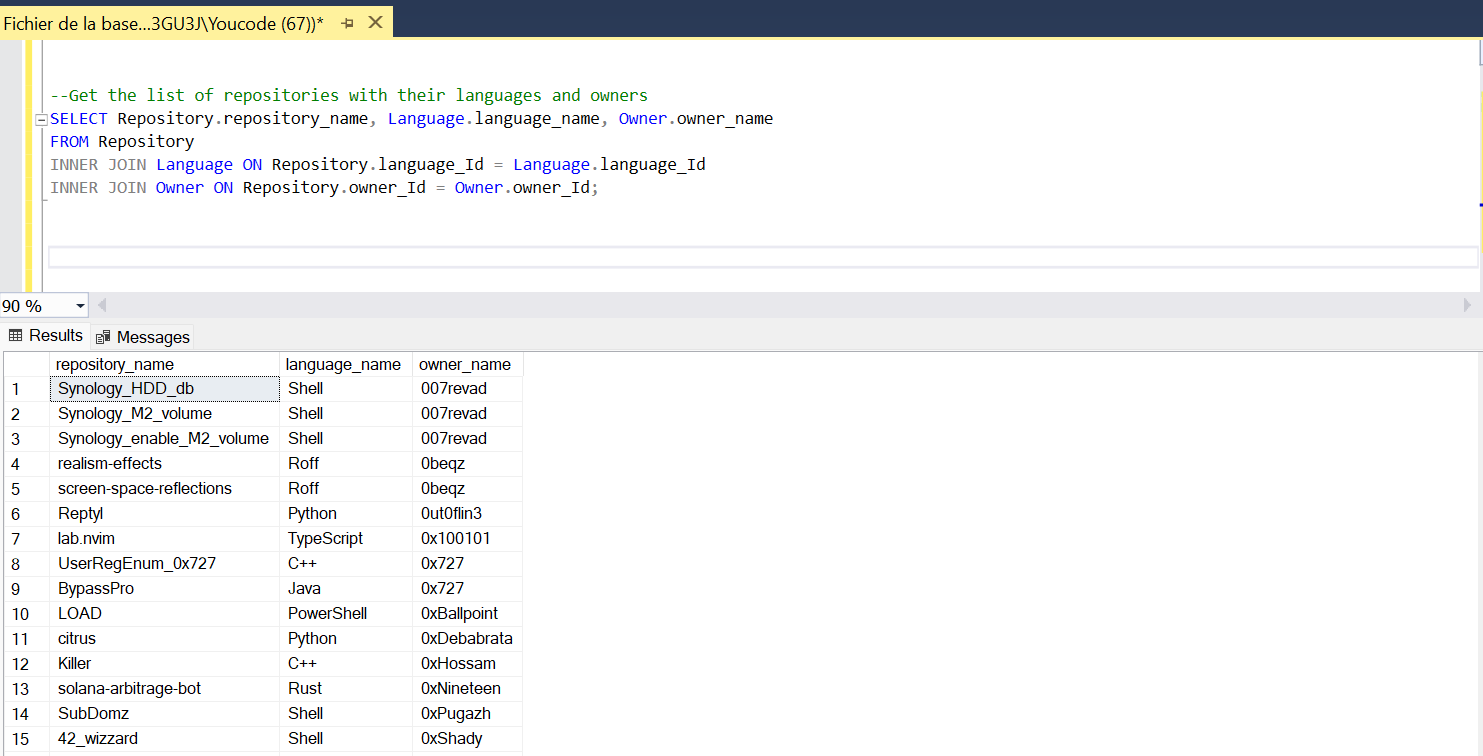 Fichier de la base...3GU3J\Youcode (67))*
--Get the list of repositories with their languages and owners
SELECT Repository.repository_name, Language.language_name, Owner.owner_name
FROM Repository
INNER JOIN Language ON Repository.language_Id = Language.language_Id
INNER JOIN Owner ON Repository.owner_Id = Owner.owner_Id;
90 %
Results Messages
repository_name language_name owner_name
1 Synology_HDD_db Shell 007revad
2 Synology_M2_volume Shell 007revad
3 Synology_enable_M2_volume Shell 007revad
4 realism-effects Roff 0beqz
5 screen-space-reflections Roff 0beqz
6 Reptyl Python 0ut0flin3
7 lab.nvim TypeScript 0x100101
8 UserRegEnum_0x727 C++ 0x727
9 BypassPro Java 0x727
10 LOAD PowerShell 0xBallpoint
11 citrus Python 0xDebabrata
12 Killer C++ 0xHossam
13 solana-arbitrage-bot Rust 0xNineteen
14 SubDomz Shell 0xPugazh
15 42_wizzard Shell 0xShady